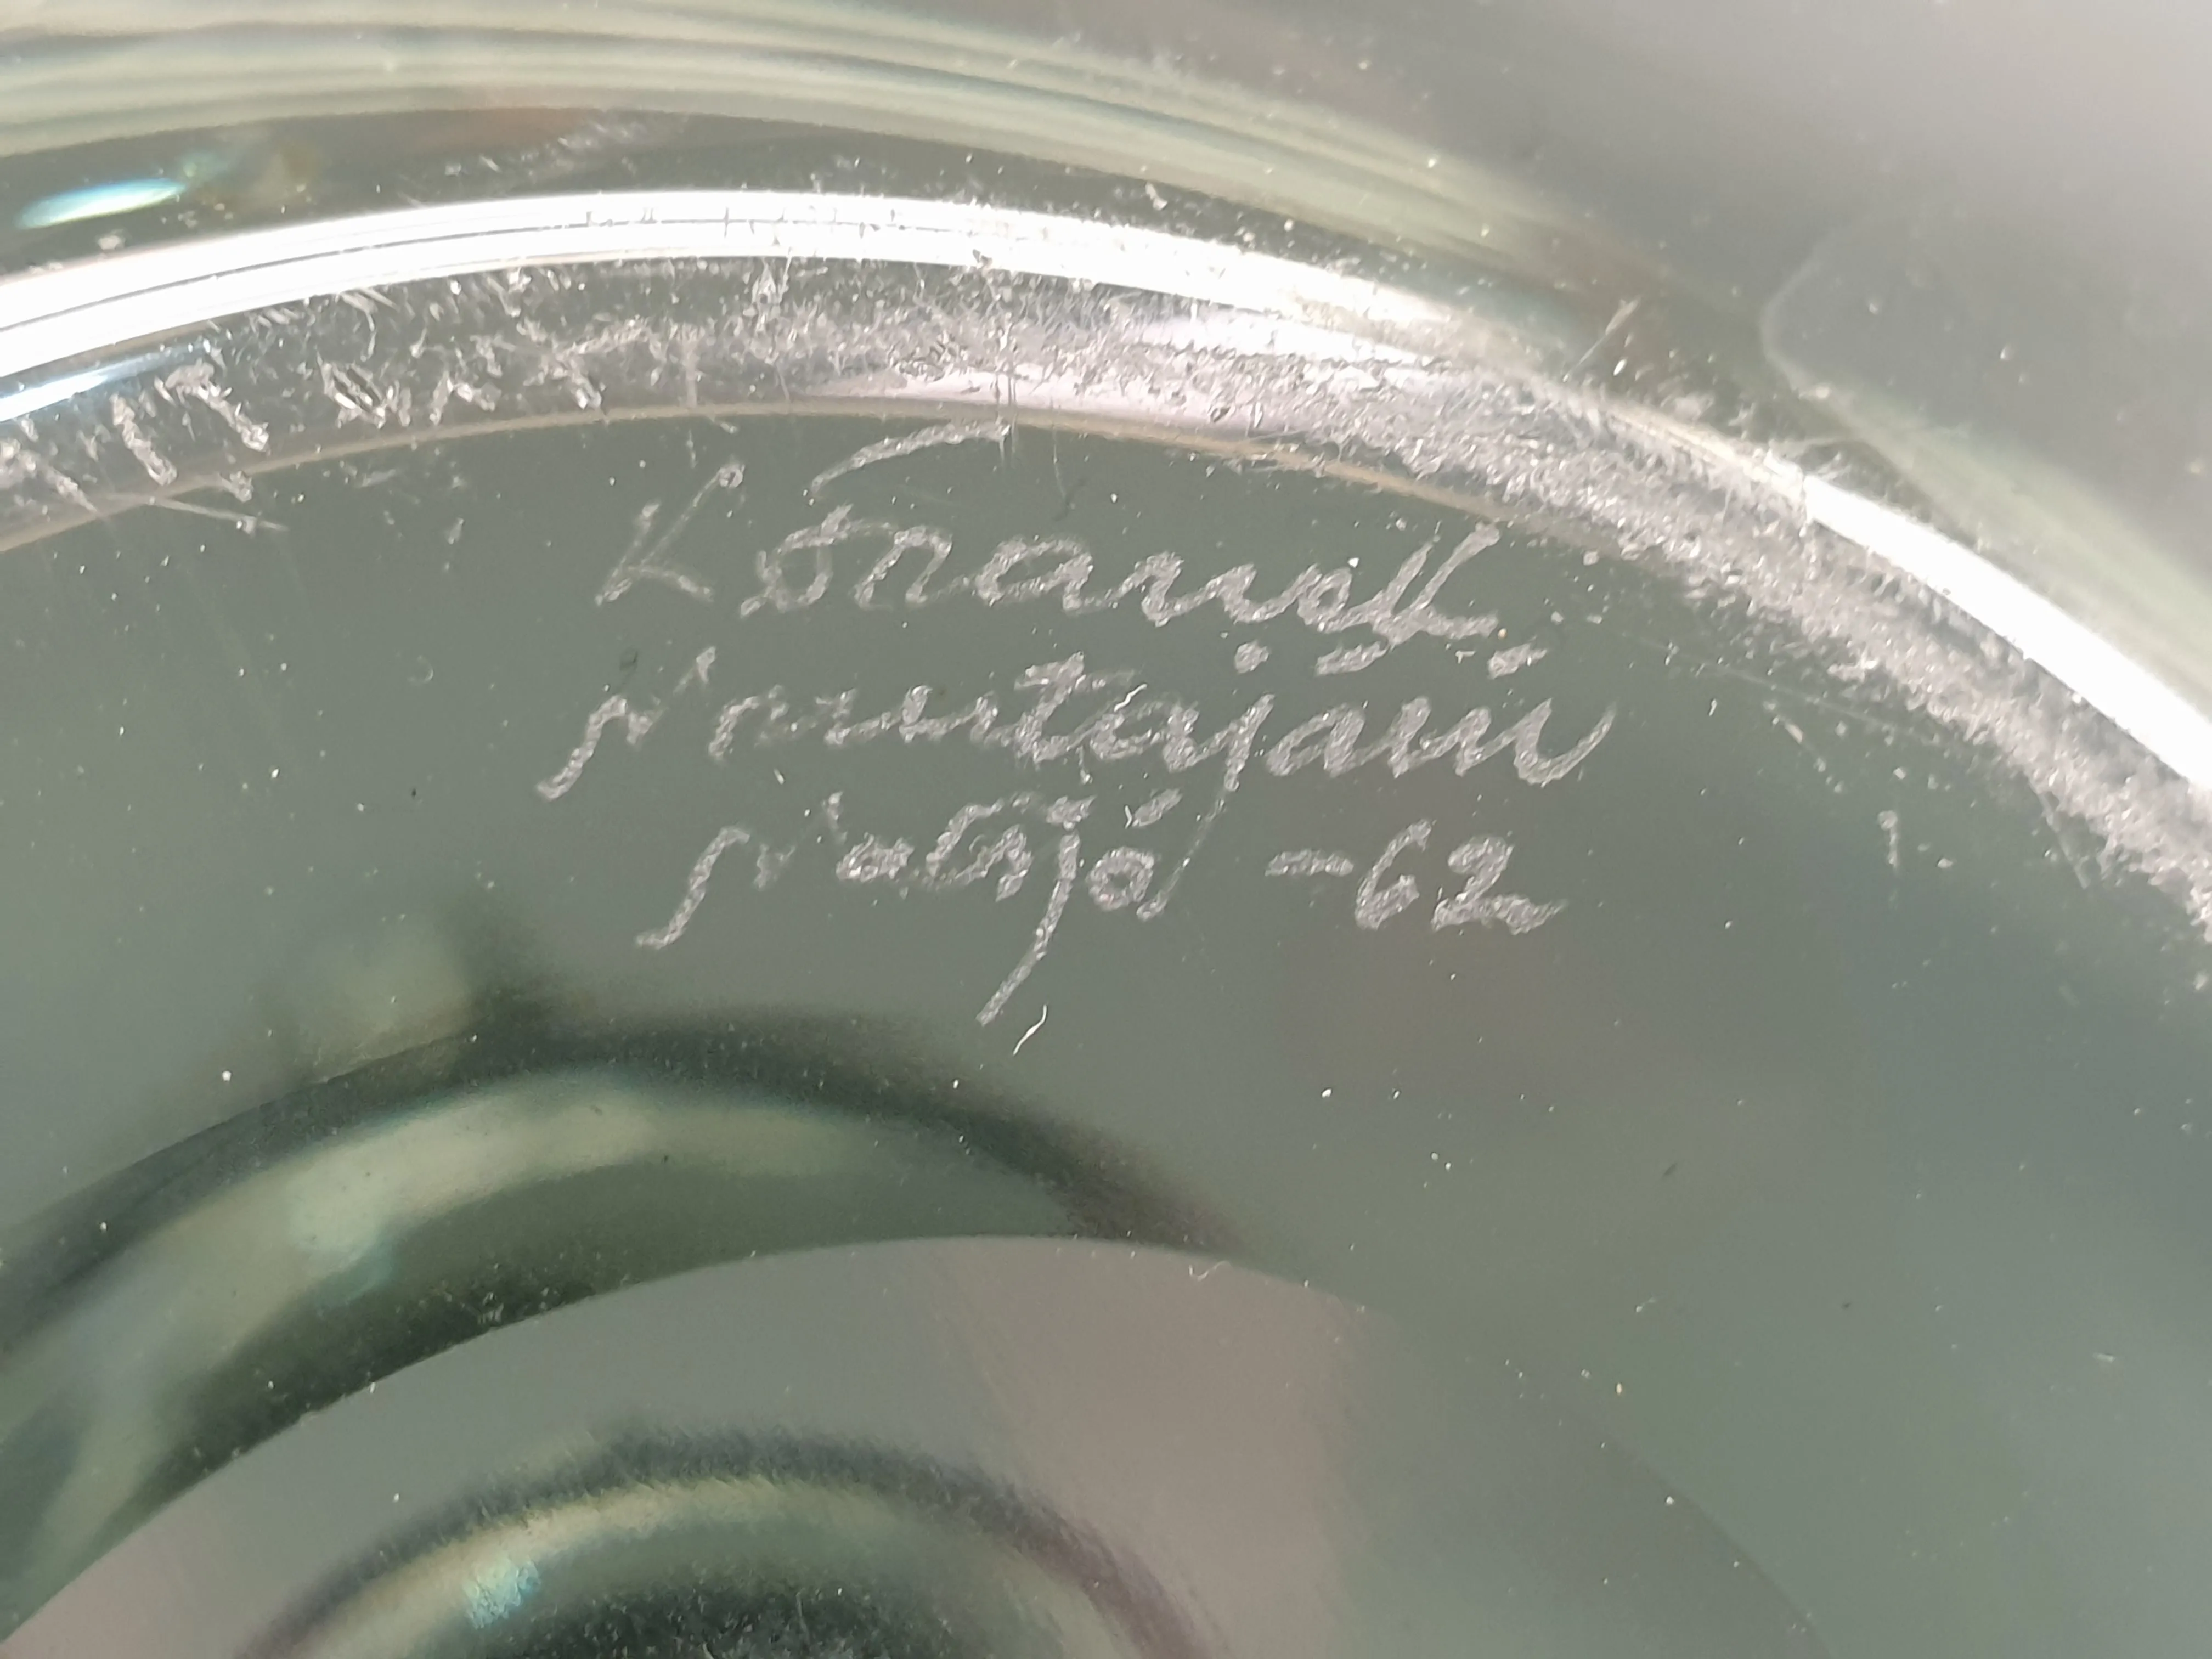 K Franck
Nuutajärvi
Notsjö -62